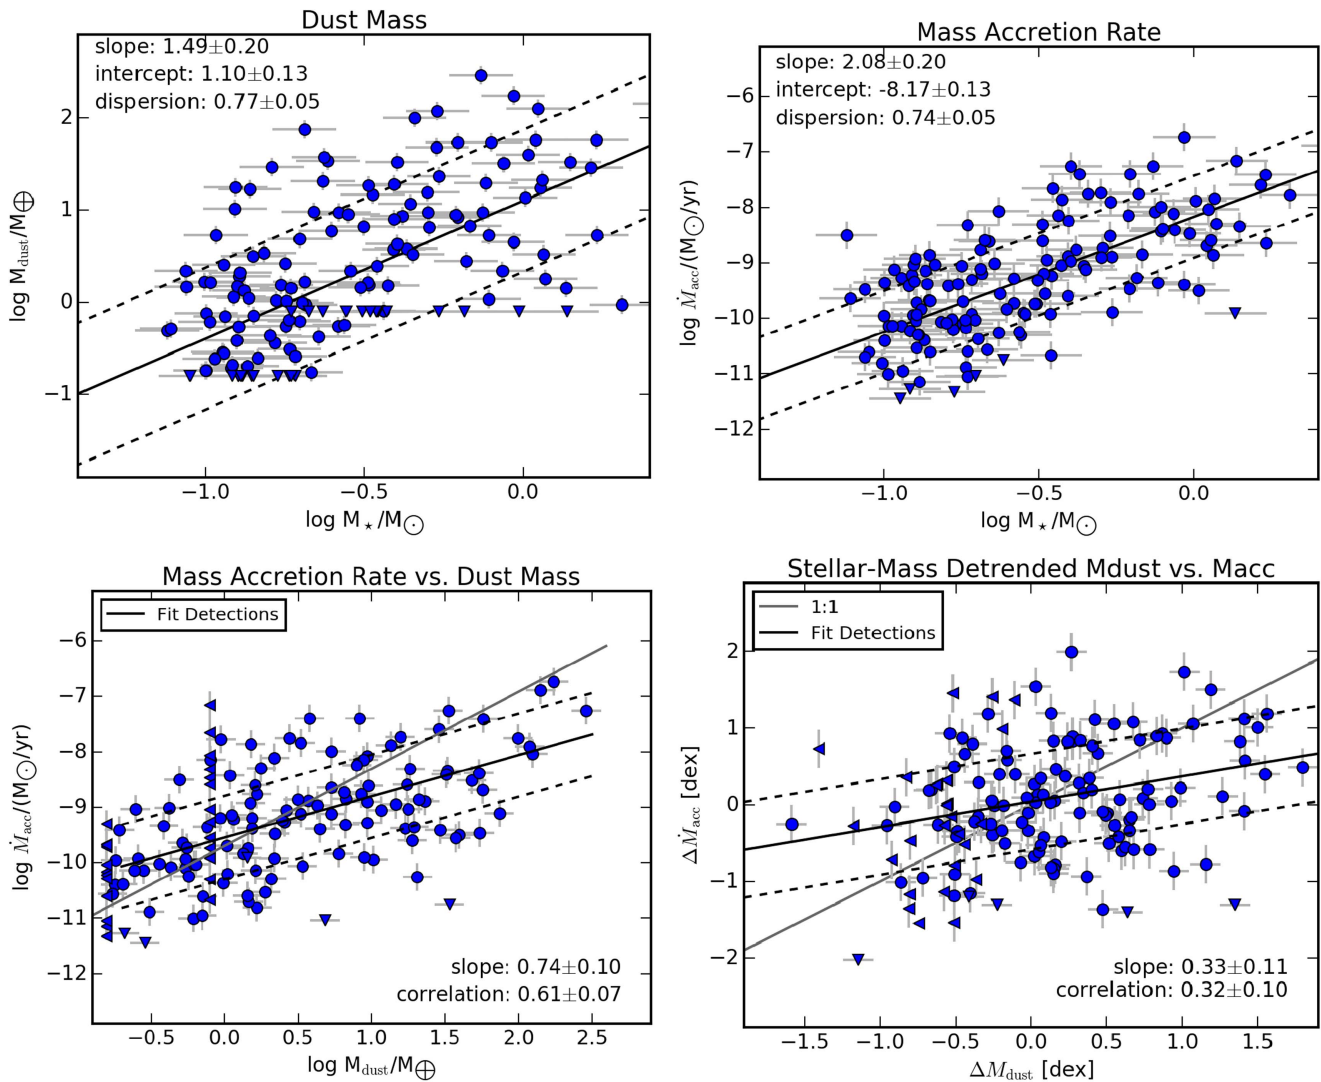 Dust Mass
slope: 1.49±0.20
intercept: 1.10±0.13
dispersion: 0.77±0.05
2
1
0
−1
log M_dust/M⨁
−1.0 −0.5 0.0
log M⋆/M⨀
Mass Accretion Rate
slope: 2.08±0.20
intercept: -8.17±0.13
dispersion: 0.74±0.05
−6
−7
−8
−9
−10
−11
−12
log Ṁ_acc/(M⨀/yr)
−1.0 −0.5 0.0
log M⋆/M⨀
Mass Accretion Rate vs. Dust Mass
Fit Detections
−6
−7
−8
−9
−10
−11
−12
log Ṁ_acc/(M⨀/yr)
slope: 0.74±0.10
correlation: 0.61±0.07
−0.5 0.0 0.5 1.0 1.5 2.0 2.5
log M_dust/M⨁
Stellar-Mass Detrended Mdust vs. Macc
1:1
Fit Detections
2
1
0
−1
−2
ΔṀ_acc [dex]
slope: 0.33±0.11
correlation: 0.32±0.10
−1.5 −1.0 −0.5 0.0 0.5 1.0 1.5
ΔM_dust [dex]